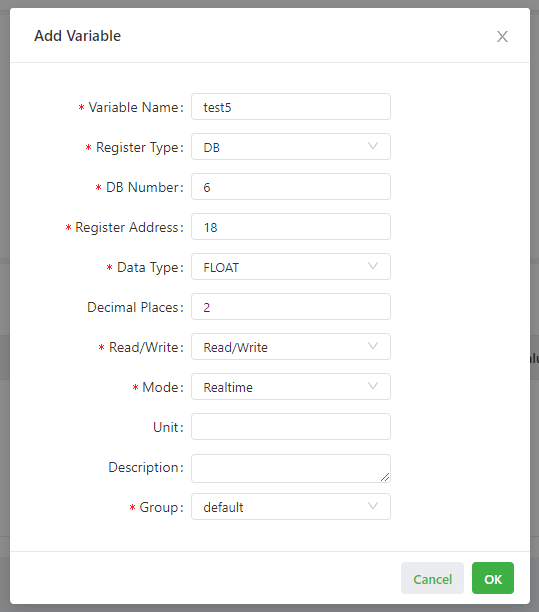 Add Variable
* Variable Name: test5
* Register Type: DB
* DB Number: 6
* Register Address: 18
* Data Type: FLOAT
Decimal Places: 2
* Read/Write: Read/Write
* Mode: Realtime
Unit:
Description:
* Group: default
Cancel OK